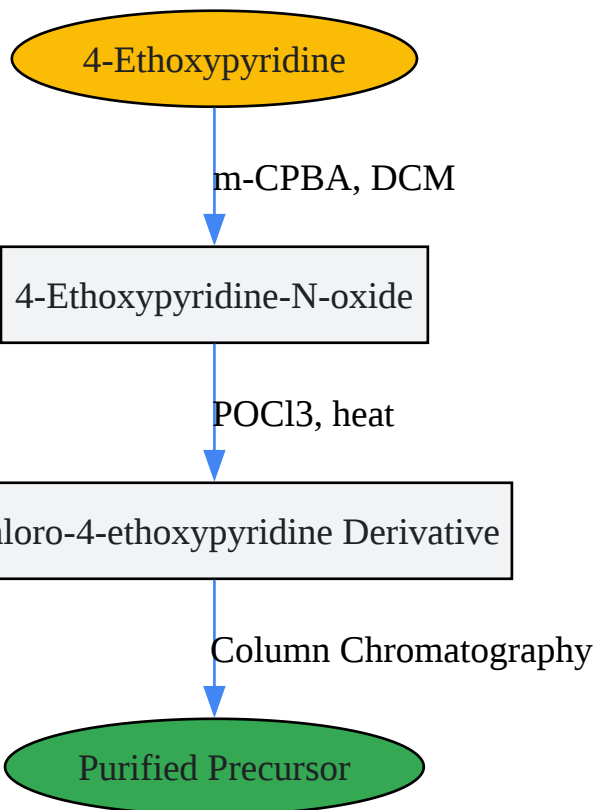 4-Ethoxypyridine
m-CPBA, DCM
4-Ethoxypyridine-N-oxide
POCl3, heat
loro-4-ethoxypyridine Derivative
Column Chromatography
Purified Precursor